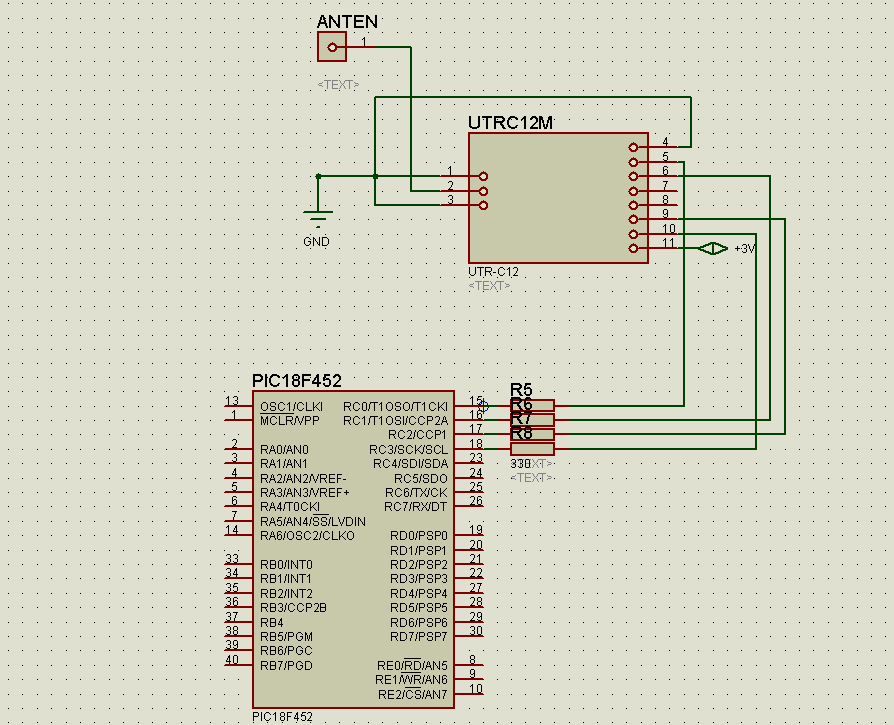 ANTEN
1
<TEXT>
UTRC12M
1
2
3
4
5
6
7
8
9
10
11
+3V
GND
UTR-C12
<TEXT>
PIC18F452
13 OSC1/CLKI RC0/T1OSO/T1CKI 15
1 MCLR/VPP RC1/T1OSI/CCP2A 16
RC2/CCP1 17
2 RA0/AN0 RC3/SCK/SCL 18
3 RA1/AN1 RC4/SDI/SDA 23
4 RA2/AN2/VREF- RC5/SDO 24
5 RA3/AN3/VREF+ RC6/TX/CK 25
6 RA4/T0CKI RC7/RX/DT 26
7 RA5/AN4/SS/LVDIN
14 RA6/OSC2/CLKO RD0/PSP0 19
RD1/PSP1 20
33 RB0/INT0 RD2/PSP2 21
34 RB1/INT1 RD3/PSP3 22
35 RB2/INT2 RD4/PSP4 27
36 RB3/CCP2B RD5/PSP5 28
37 RB4 RD6/PSP6 29
38 RB5/PGM RD7/PSP7 30
39 RB6/PGC
40 RB7/PGD RE0/RD/AN5 8
RE1/WR/AN6 9
RE2/CS/AN7 10
PIC18F452
R5
R6
R7
R8
330
<TEXT>